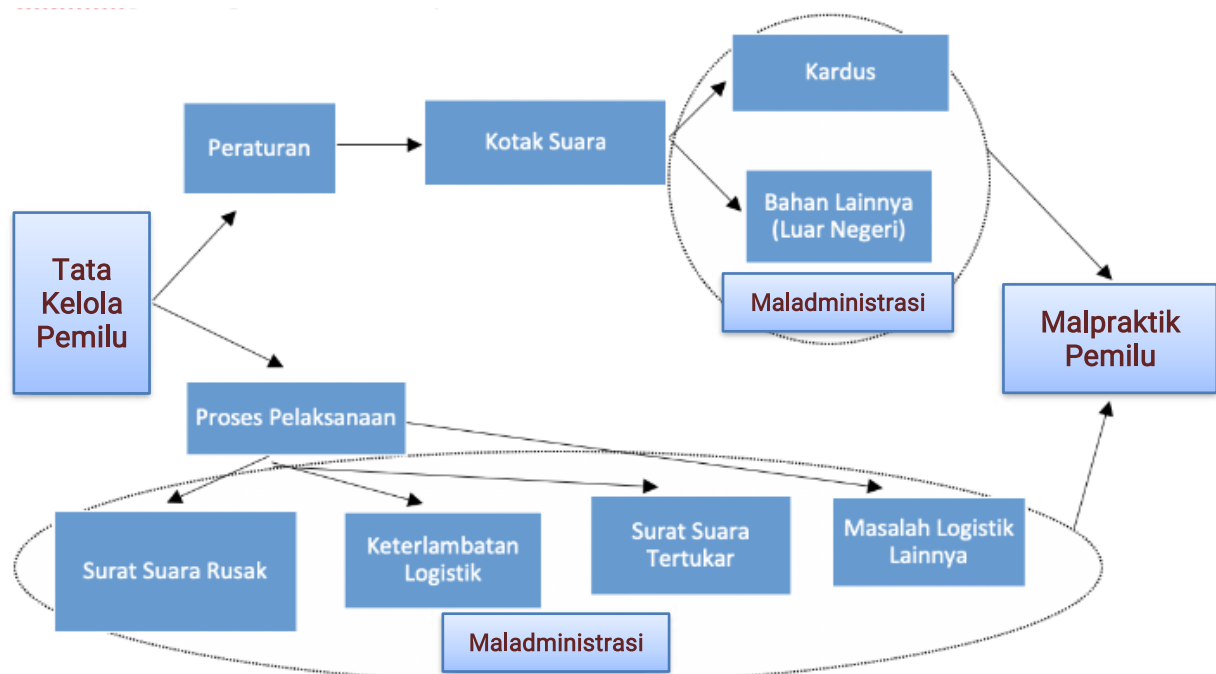 Kardus
Peraturan
Kotak Suara
Bahan Lainnya
(Luar Negeri)
Tata
Kelola
Pemilu
Maladministrasi
Malpraktik
Pemilu
Proses Pelaksanaan
Surat Suara Rusak
Keterlambatan
Logistik
Surat Suara
Tertukar
Masalah Logistik
Lainnya
Maladministrasi